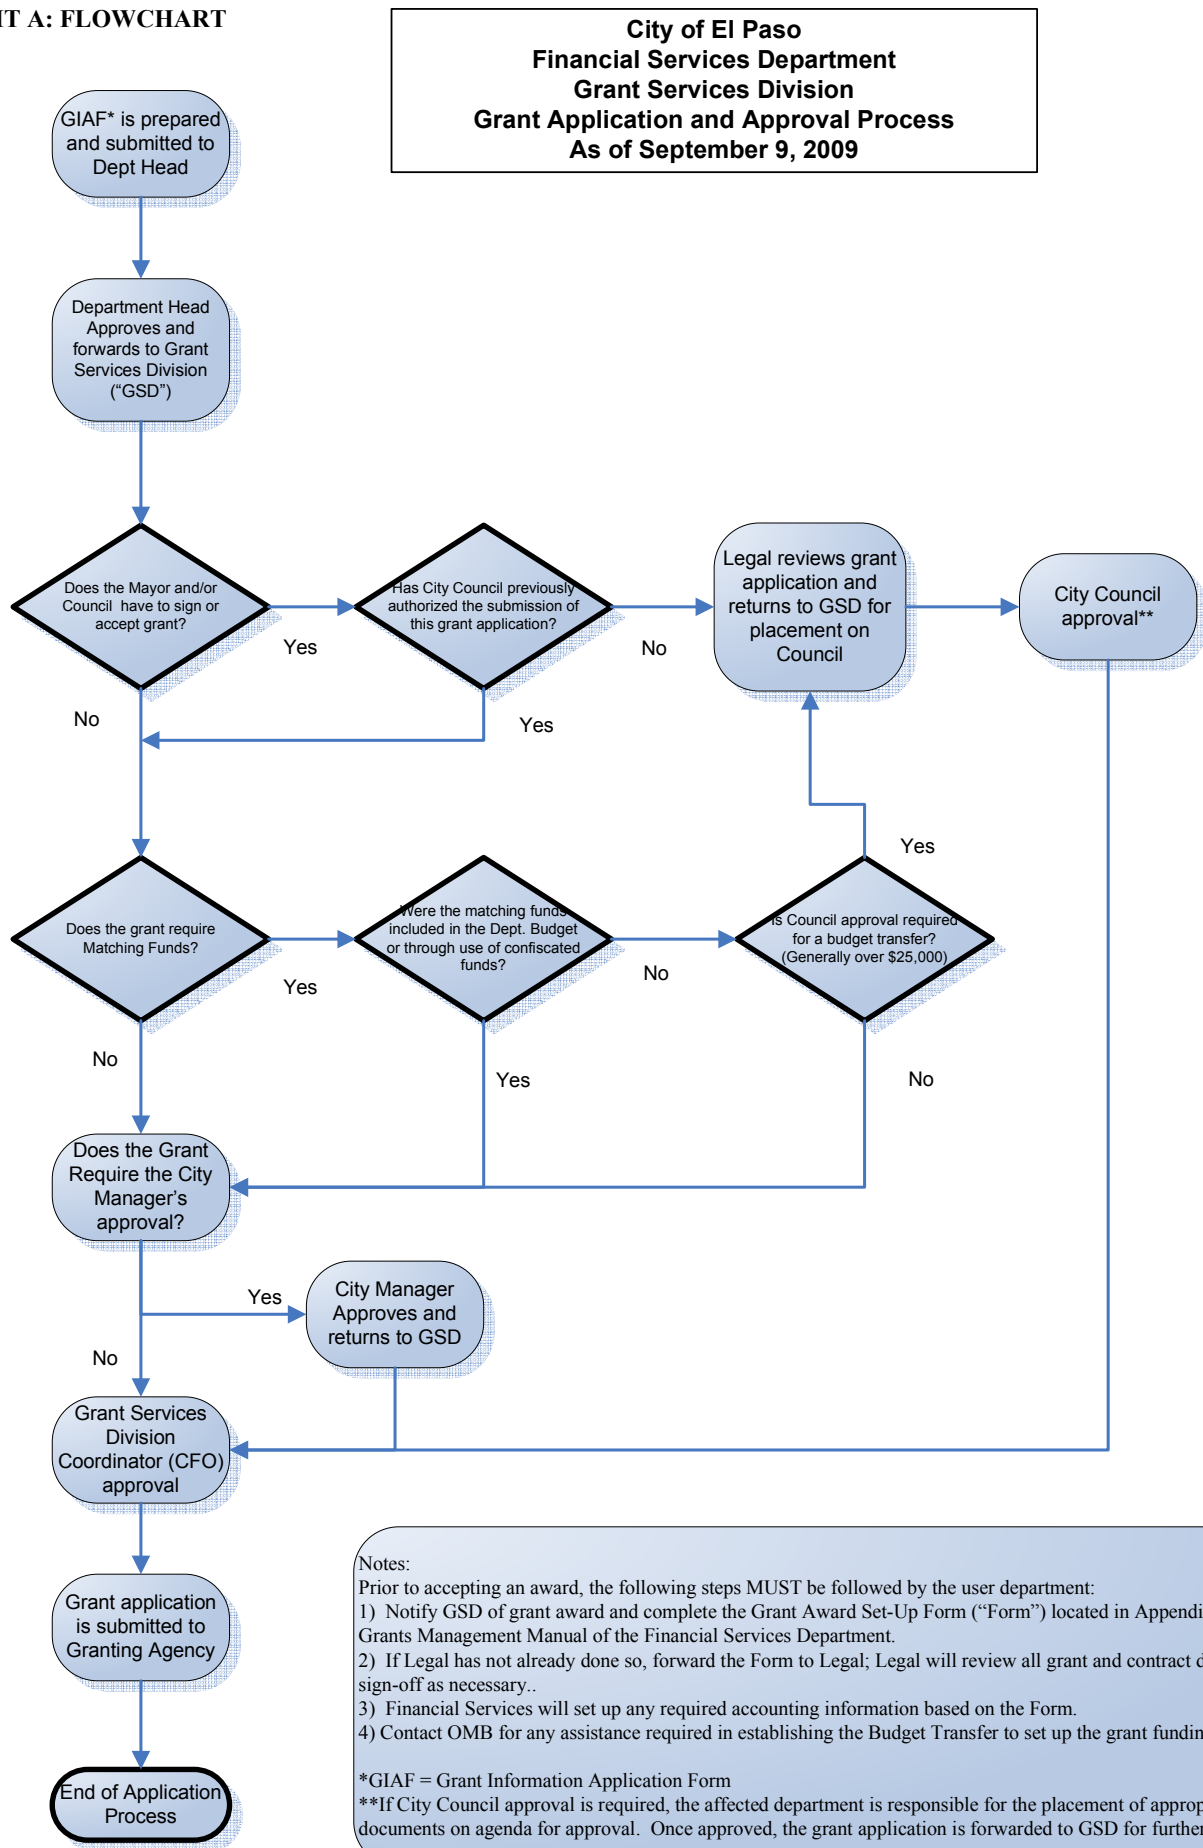 IT A: FLOWCHART
City of El Paso
Financial Services Department
Grant Services Division
Grant Application and Approval Process
As of September 9, 2009
GIAF* is prepared
and submitted to
Dept Head
Department Head
Approves and
forwards to Grant
Services Division
(“GSD”)
Does the Mayor and/or
Council have to sign or
accept grant?
Yes
No
Has City Council previously
authorized the submission of
this grant application?
No
Yes
Legal reviews grant
application and
returns to GSD for
placement on
Council
City Council
approval**
Does the grant require
Matching Funds?
Yes
No
Were the matching funds
included in the Dept. Budget
or through use of confiscated
funds?
No
Yes
Is Council approval required
for a budget transfer?
(Generally over $25,000)
Yes
No
Does the Grant
Require the City
Manager’s
approval?
Yes
No
City Manager
Approves and
returns to GSD
Grant Services
Division
Coordinator (CFO)
approval
Grant application
is submitted to
Granting Agency
End of Application
Process
Notes:
Prior to accepting an award, the following steps MUST be followed by the user department:
1) Notify GSD of grant award and complete the Grant Award Set-Up Form (“Form”) located in Appendi
Grants Management Manual of the Financial Services Department.
2) If Legal has not already done so, forward the Form to Legal; Legal will review all grant and contract d
sign-off as necessary..
3) Financial Services will set up any required accounting information based on the Form.
4) Contact OMB for any assistance required in establishing the Budget Transfer to set up the grant fundin
*GIAF = Grant Information Application Form
**If City Council approval is required, the affected department is responsible for the placement of approp
documents on agenda for approval. Once approved, the grant application is forwarded to GSD for further